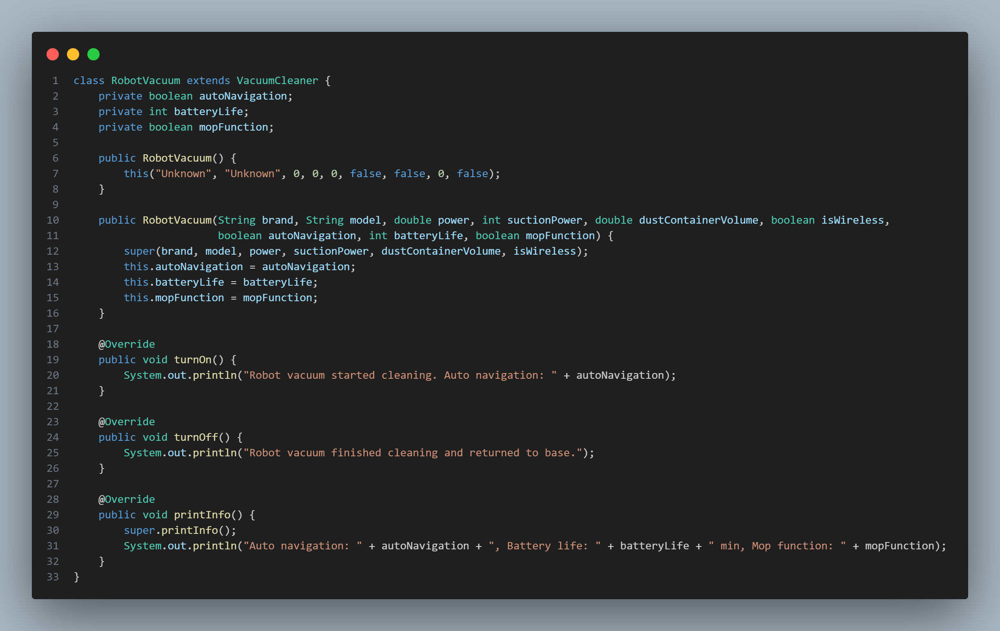 1 class RobotVacuum extends VacuumCleaner {
2     private boolean autoNavigation;
3     private int batteryLife;
4     private boolean mopFunction;
5
6     public RobotVacuum() {
7         this("Unknown", "Unknown", 0, 0, 0, false, false, 0, false);
8     }
9
10     public RobotVacuum(String brand, String model, double power, int suctionPower, double dustContainerVolume, boolean isWireless,
11                        boolean autoNavigation, int batteryLife, boolean mopFunction) {
12         super(brand, model, power, suctionPower, dustContainerVolume, isWireless);
13         this.autoNavigation = autoNavigation;
14         this.batteryLife = batteryLife;
15         this.mopFunction = mopFunction;
16     }
17
18     @Override
19     public void turnOn() {
20         System.out.println("Robot vacuum started cleaning. Auto navigation: " + autoNavigation);
21     }
22
23     @Override
24     public void turnOff() {
25         System.out.println("Robot vacuum finished cleaning and returned to base.");
26     }
27
28     @Override
29     public void printInfo() {
30         super.printInfo();
31         System.out.println("Auto navigation: " + autoNavigation + ", Battery life: " + batteryLife + " min, Mop function: " + mopFunction);
32     }
33 }